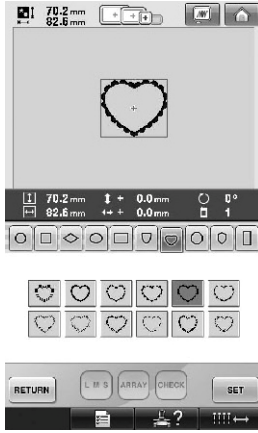 70.2 mm
82.6 mm
70.2 mm + 0.0 mm 0°
82.6 mm + 0.0 mm 1
L M S
ARRAY
CHECK
RETURN
SET
?